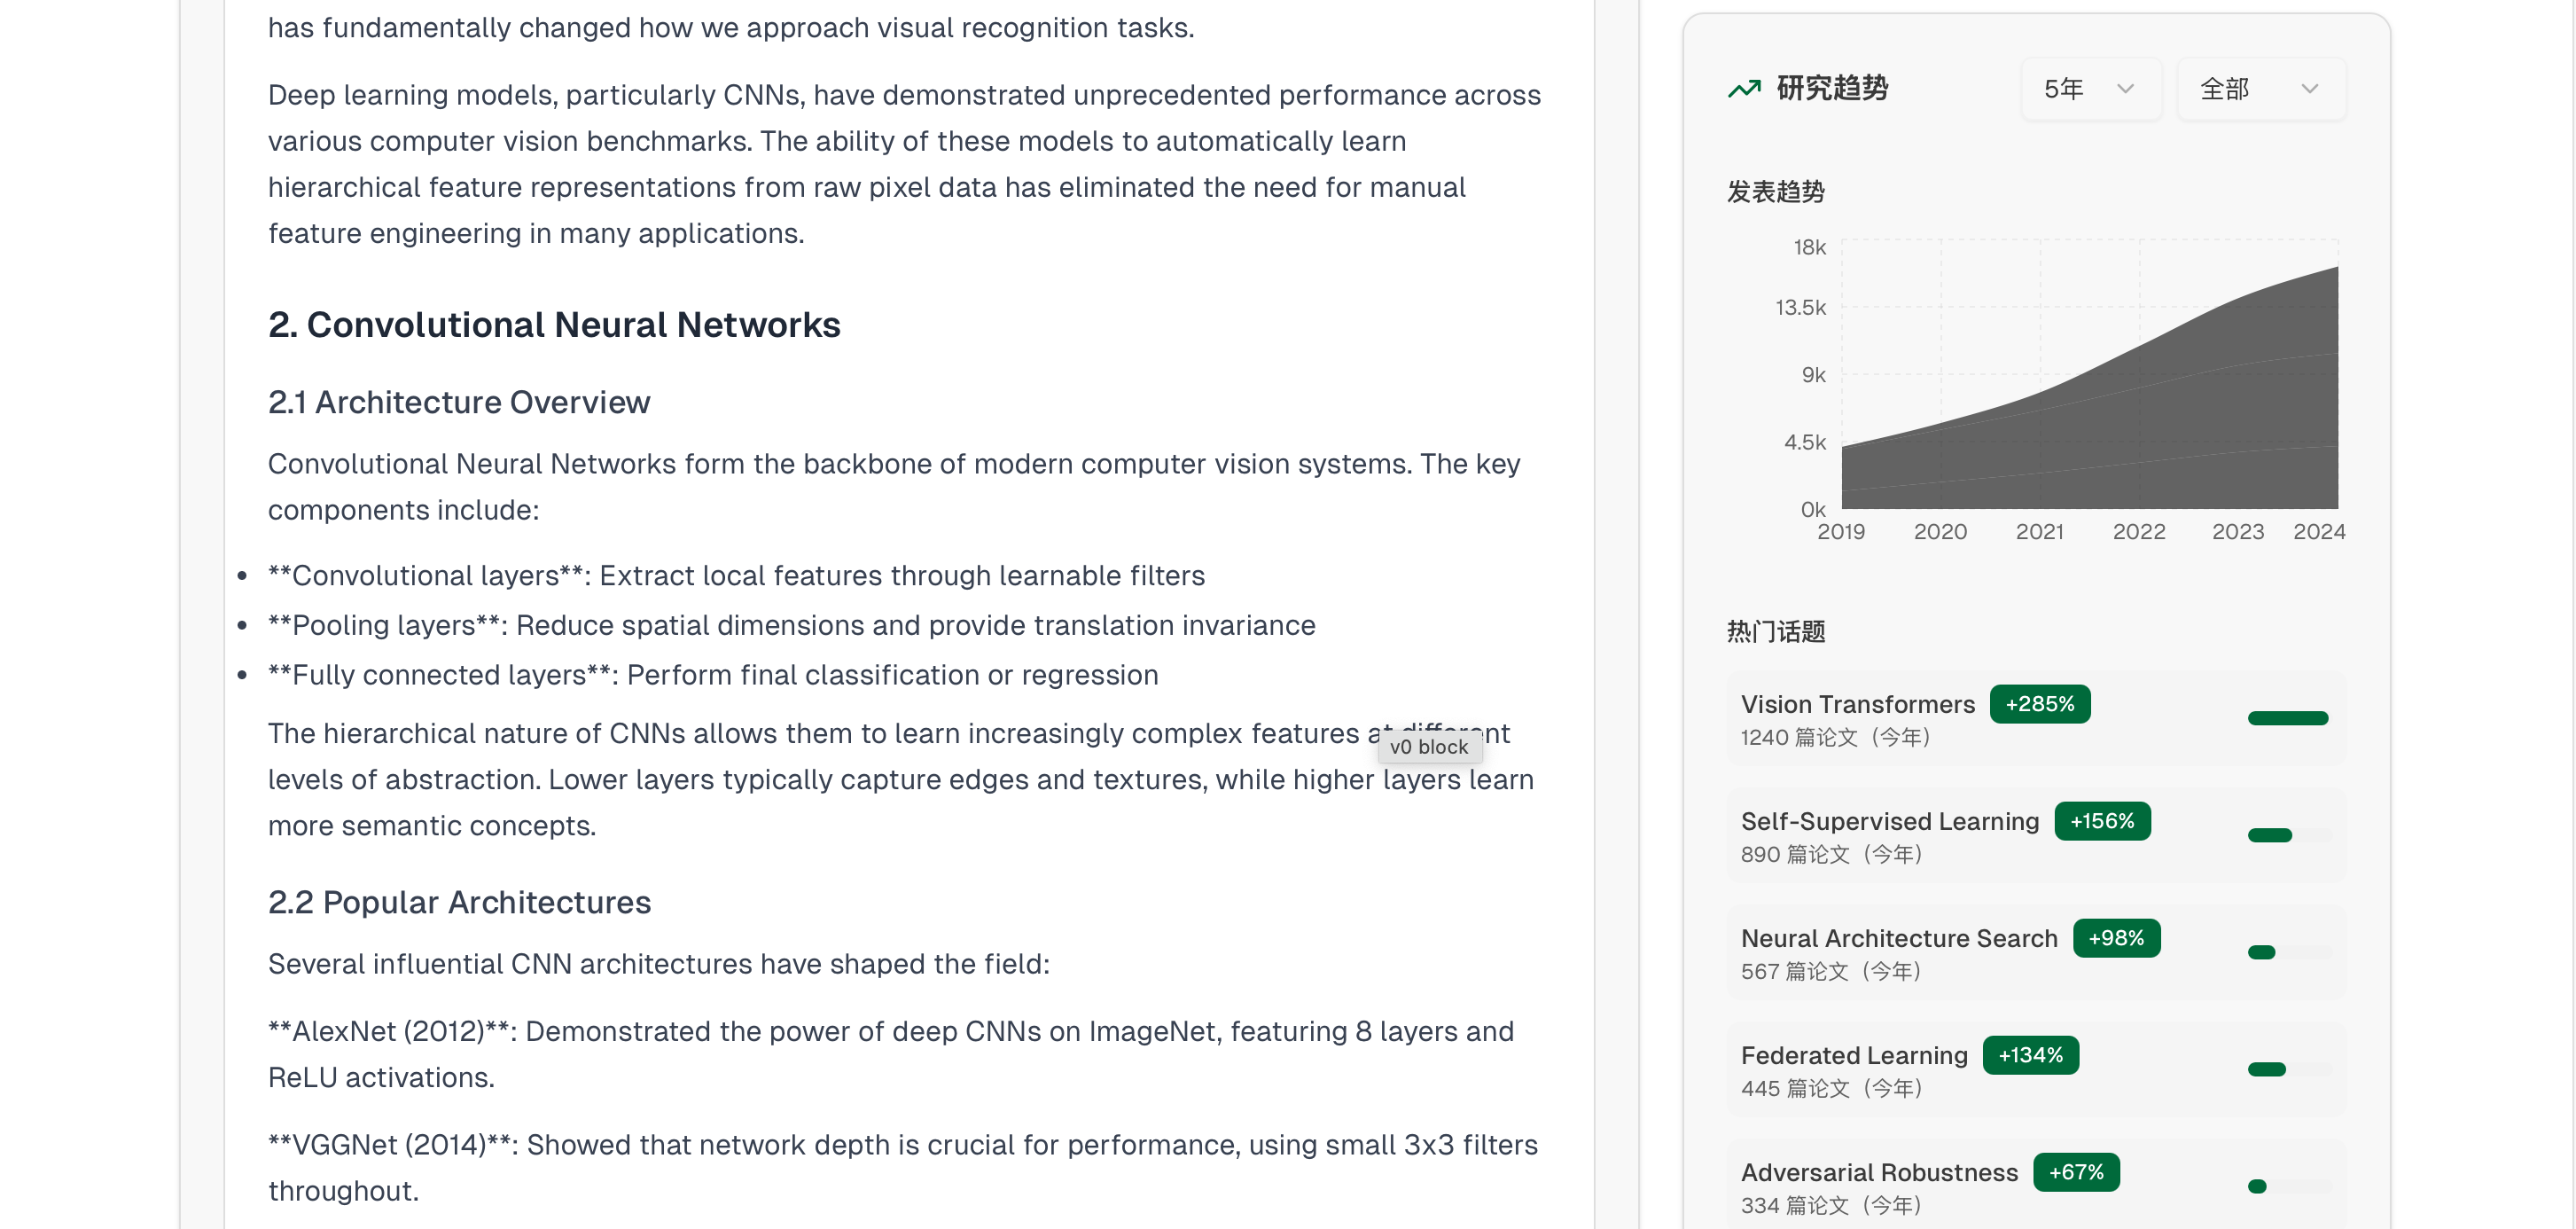 has fundamentally changed how we approach visual recognition tasks.
Deep learning models, particularly CNNs, have demonstrated unprecedented performance across
various computer vision benchmarks. The ability of these models to automatically learn
hierarchical feature representations from raw pixel data has eliminated the need for manual
feature engineering in many applications.
2. Convolutional Neural Networks
2.1 Architecture Overview
Convolutional Neural Networks form the backbone of modern computer vision systems. The key
components include:
• **Convolutional layers**: Extract local features through learnable filters
• **Pooling layers**: Reduce spatial dimensions and provide translation invariance
• **Fully connected layers**: Perform final classification or regression
The hierarchical nature of CNNs allows them to learn increasingly complex features at different
v0 block
levels of abstraction. Lower layers typically capture edges and textures, while higher layers learn
more semantic concepts.
2.2 Popular Architectures
Several influential CNN architectures have shaped the field:
**AlexNet (2012)**: Demonstrated the power of deep CNNs on ImageNet, featuring 8 layers and
ReLU activations.
**VGGNet (2014)**: Showed that network depth is crucial for performance, using small 3x3 filters
throughout.
研究趋势
5年
全部
发表趋势
18k
13.5k
9k
4.5k
0k
2019 2020 2021 2022 2023 2024
热门话题
Vision Transformers +285%
1240 篇论文（今年）
Self-Supervised Learning +156%
890 篇论文（今年）
Neural Architecture Search +98%
567 篇论文（今年）
Federated Learning +134%
445 篇论文（今年）
Adversarial Robustness +67%
334 篇论文（今年）